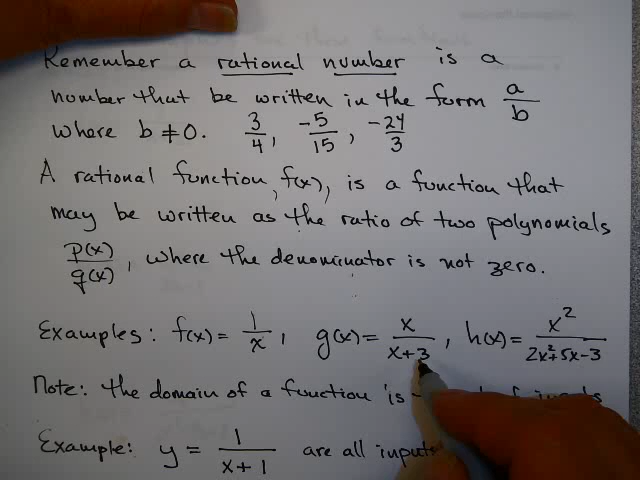 Remember a rational number is a
number that be written in the form a/b
where b ≠ 0. 3/4, -5/15, -24/3
A rational function, f(x), is a function that
may be written as the ratio of two polynomials
p(x)/q(x), where the denominator is not zero.
Examples: f(x) = 1/x, g(x) = x/(x+3), h(x) = x²/(2x²+5x-3)
Note: the domain of a function is
Example: y = 1/(x+1) are all inputs